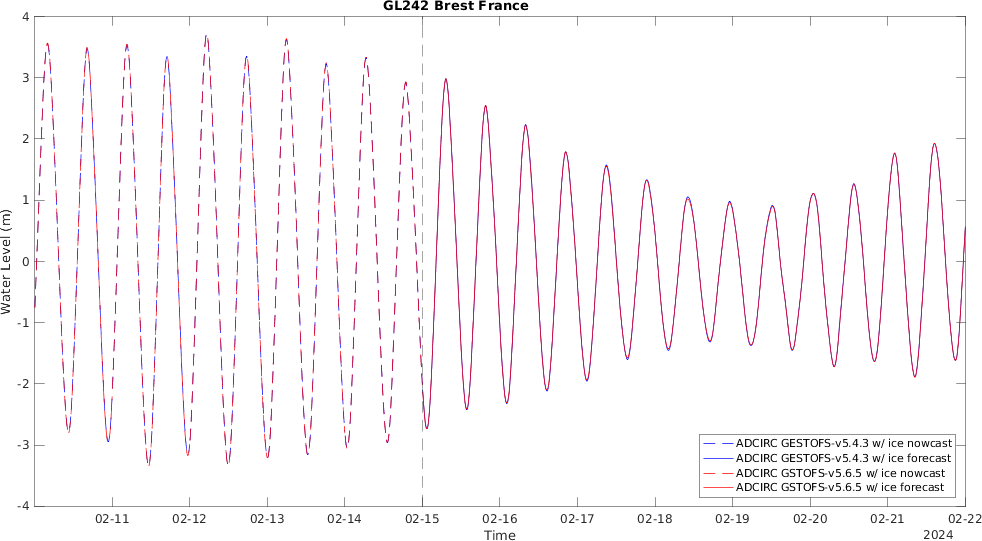 GL242 Brest France
4
3
2
1
0
-1
-2
-3
-4
Water Level (m)
ADCIRC GESTOFS-v5.4.3 w/ ice nowcast
ADCIRC GESTOFS-v5.4.3 w/ ice forecast
ADCIRC GSTOFS-v5.6.5 w/ ice nowcast
ADCIRC GSTOFS-v5.6.5 w/ ice forecast
02-11 02-12 02-13 02-14 02-15 02-16 02-17 02-18 02-19 02-20 02-21 02-22
Time
2024